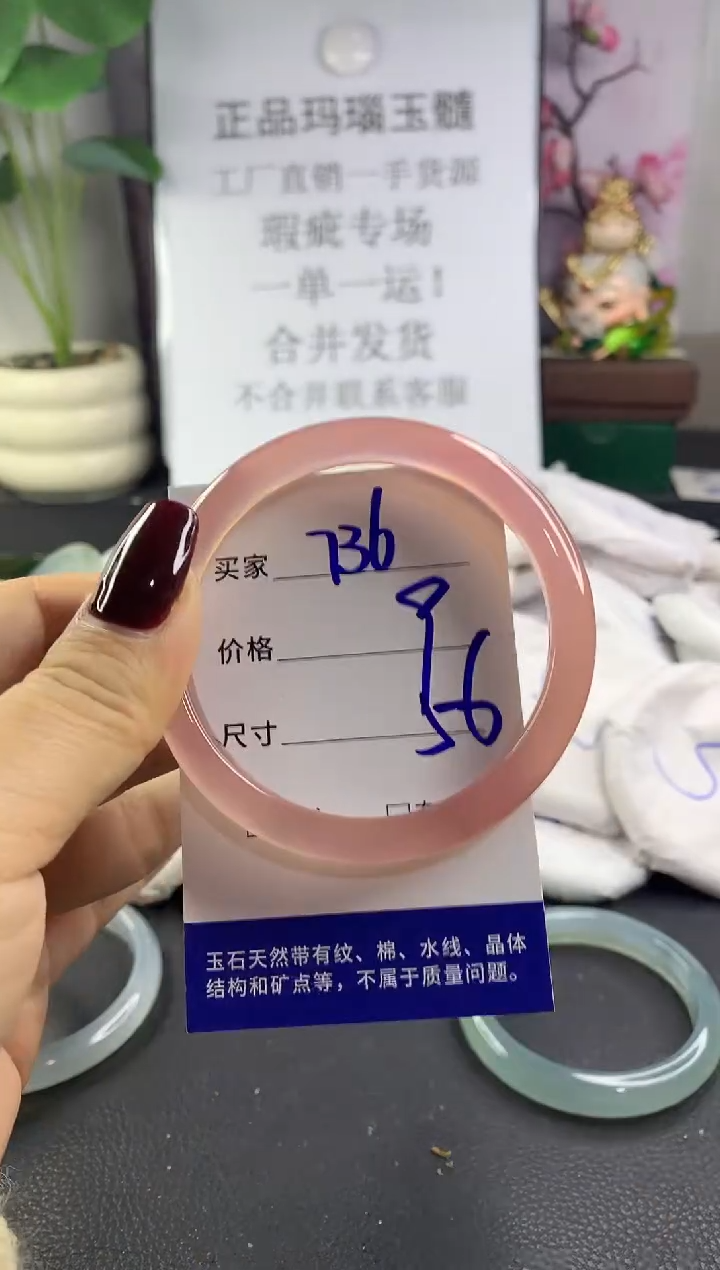 正品玛瑙玉髓
工厂直销一手货源
瑕疵专场
一单一运！
合并发货
不合并联系客服
买家 736
价格
尺寸 56
玉石天然带有纹、棉、水线、晶体
结构和矿点等，不属于质量问题。